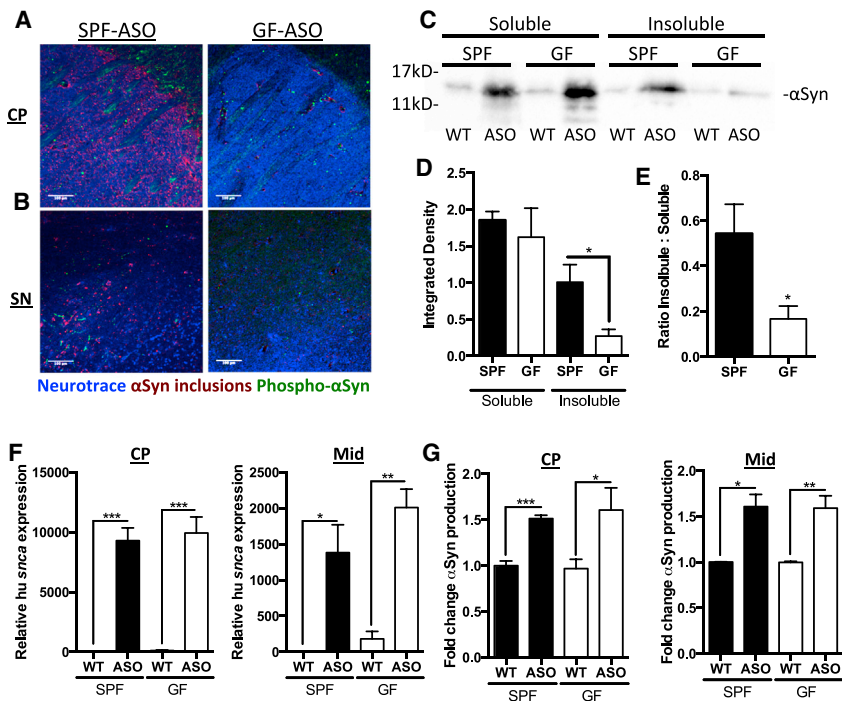 A
SPF-ASO
GF-ASO
CP
B
SN
Neurotrace αSyn inclusions Phospho-αSyn
C
Soluble Insoluble
SPF GF SPF GF
17kD-
11kD-
-αSyn
WT ASO WT ASO WT ASO WT ASO
D
Integrated Density
2.5
2.0
1.5
1.0
0.5
0.0
*
SPF GF SPF GF
Soluble Insoluble
E
Ratio Insolbule : Soluble
0.8
0.6
0.4
0.2
0.0
*
SPF GF
F
CP
Relative hu snca expression
15000
10000
5000
0
*** ***
WT ASO WT ASO
SPF GF
Mid
Relative hu snca expression
2500
2000
1500
1000
500
0
* **
WT ASO WT ASO
SPF GF
G
CP
Fold change αSyn production
2.0
1.5
1.0
0.5
0.0
*** *
WT ASO WT ASO
SPF GF
Mid
Fold change αSyn production
2.0
1.5
1.0
0.5
0.0
* **
WT ASO WT ASO
SPF GF